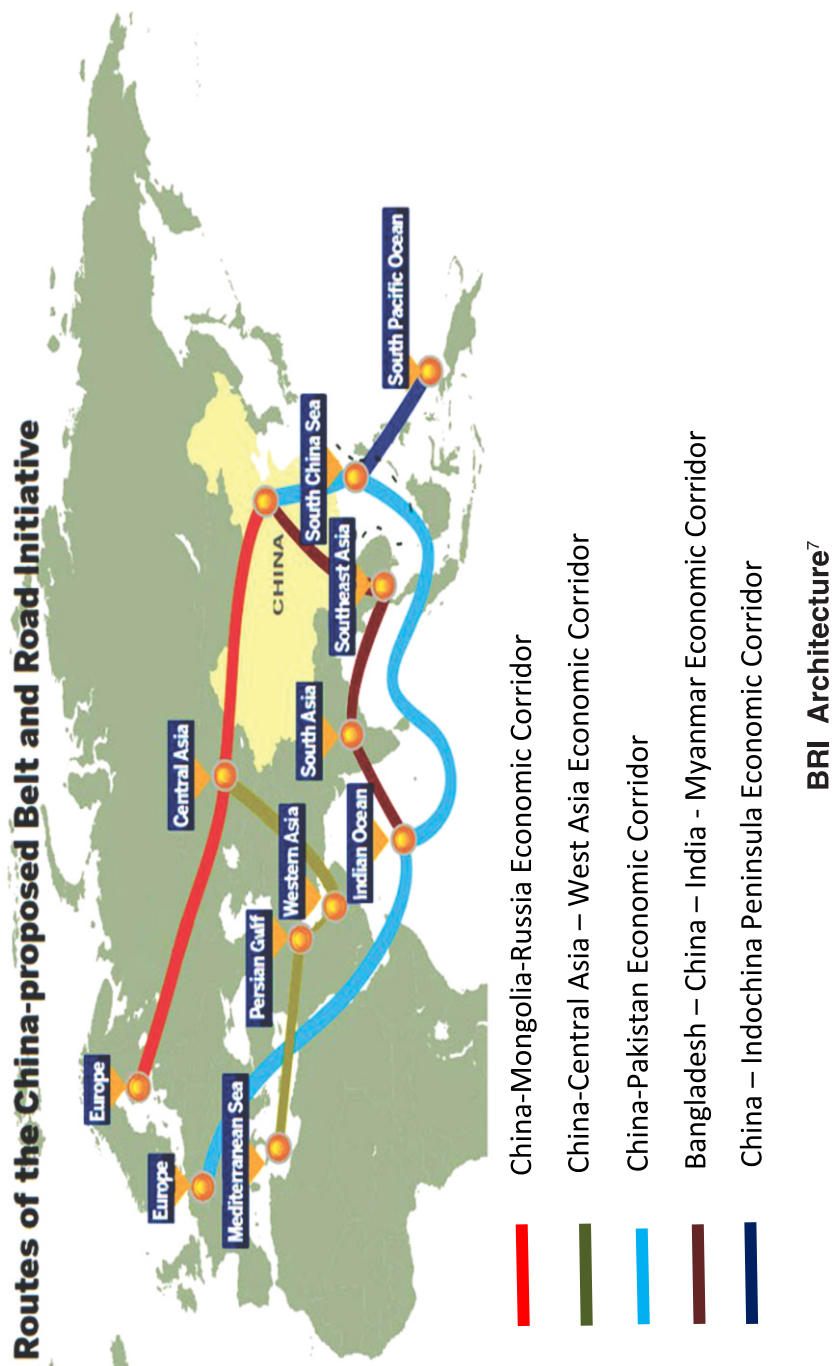 Routes of the China-proposed Belt and Road Initiative
Europe
Europe
Mediterranean Sea
Central Asia
Persian Gulf
Western Asia
Indian Ocean
South Asia
CHINA
Southeast Asia
South China Sea
South Pacific Ocean
China-Mongolia-Russia Economic Corridor
China-Central Asia – West Asia Economic Corridor
China-Pakistan Economic Corridor
Bangladesh – China – India - Myanmar Economic Corridor
China – Indochina Peninsula Economic Corridor
BRI Architecture7